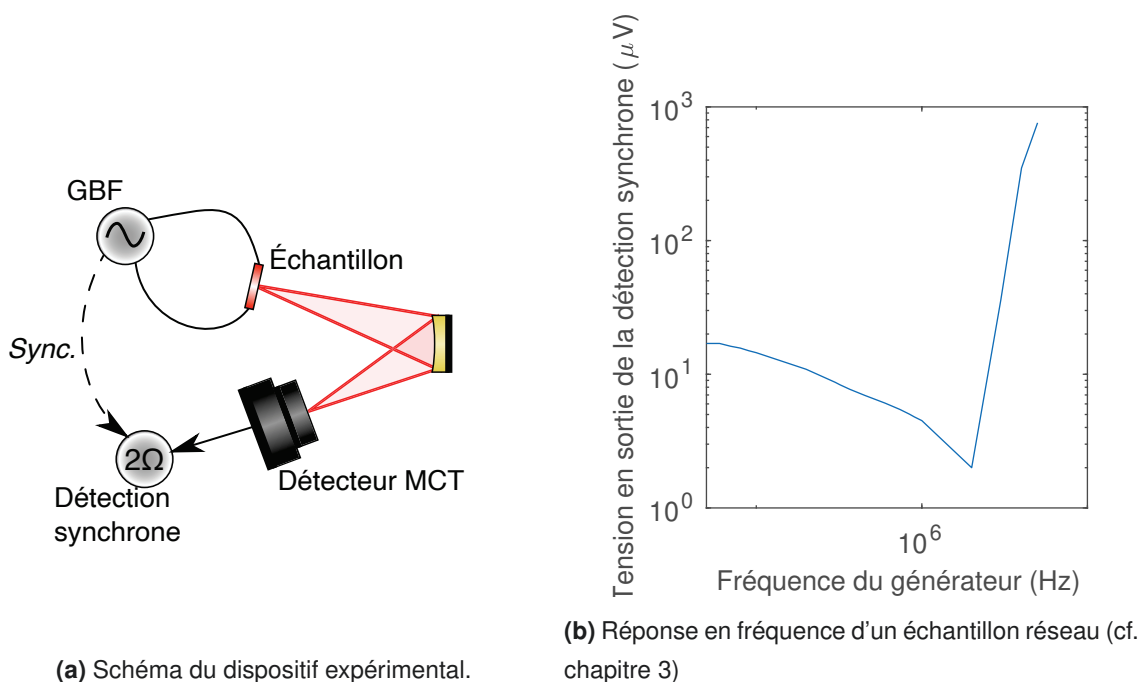 GBF
Échantillon
Sync.
2Ω
Détecteur MCT
Détection
synchrone
(a) Schéma du dispositif expérimental.
Tension en sortie de la détection synchrone (μV)
10³
10²
10¹
10⁰
10⁶
Fréquence du générateur (Hz)
(b) Réponse en fréquence d'un échantillon réseau (cf.
chapitre 3)